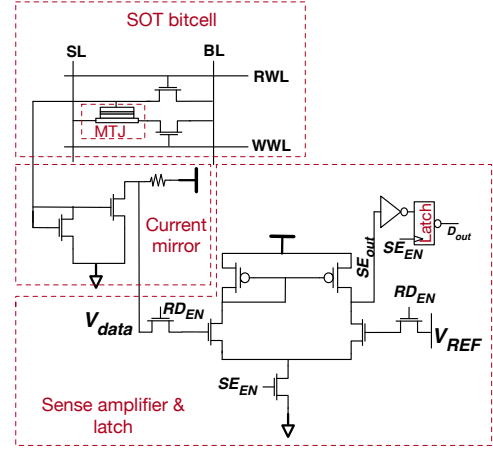 SOT bitcell
SL
BL
RWL
MTJ
WWL
Current
mirror
SE_out
Latch
D_out
SE_EN
RD_EN
RD_EN
V_data
V_REF
SE_EN
Sense amplifier &
latch